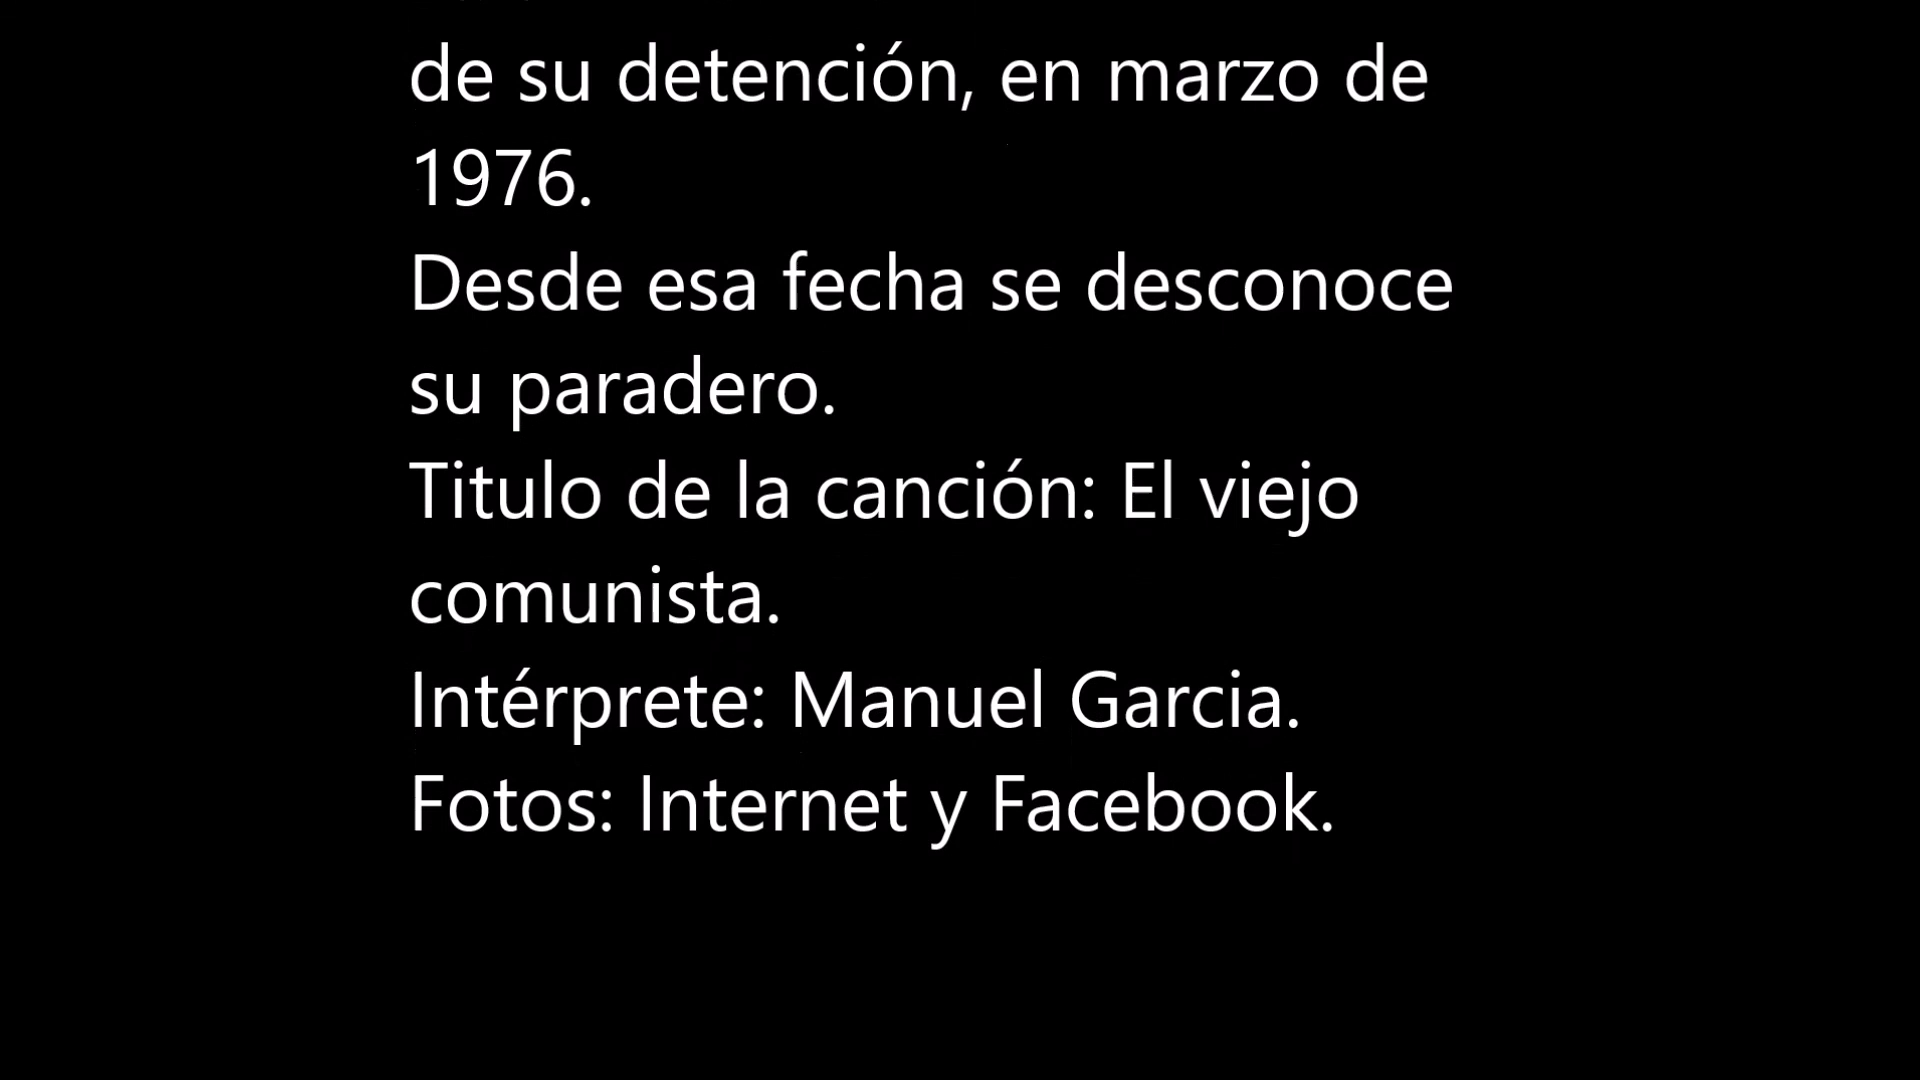 de su detención, en marzo de
1976.
Desde esa fecha se desconoce
su paradero.
Titulo de la canción: El viejo
comunista.
Intérprete: Manuel Garcia.
Fotos: Internet y Facebook.